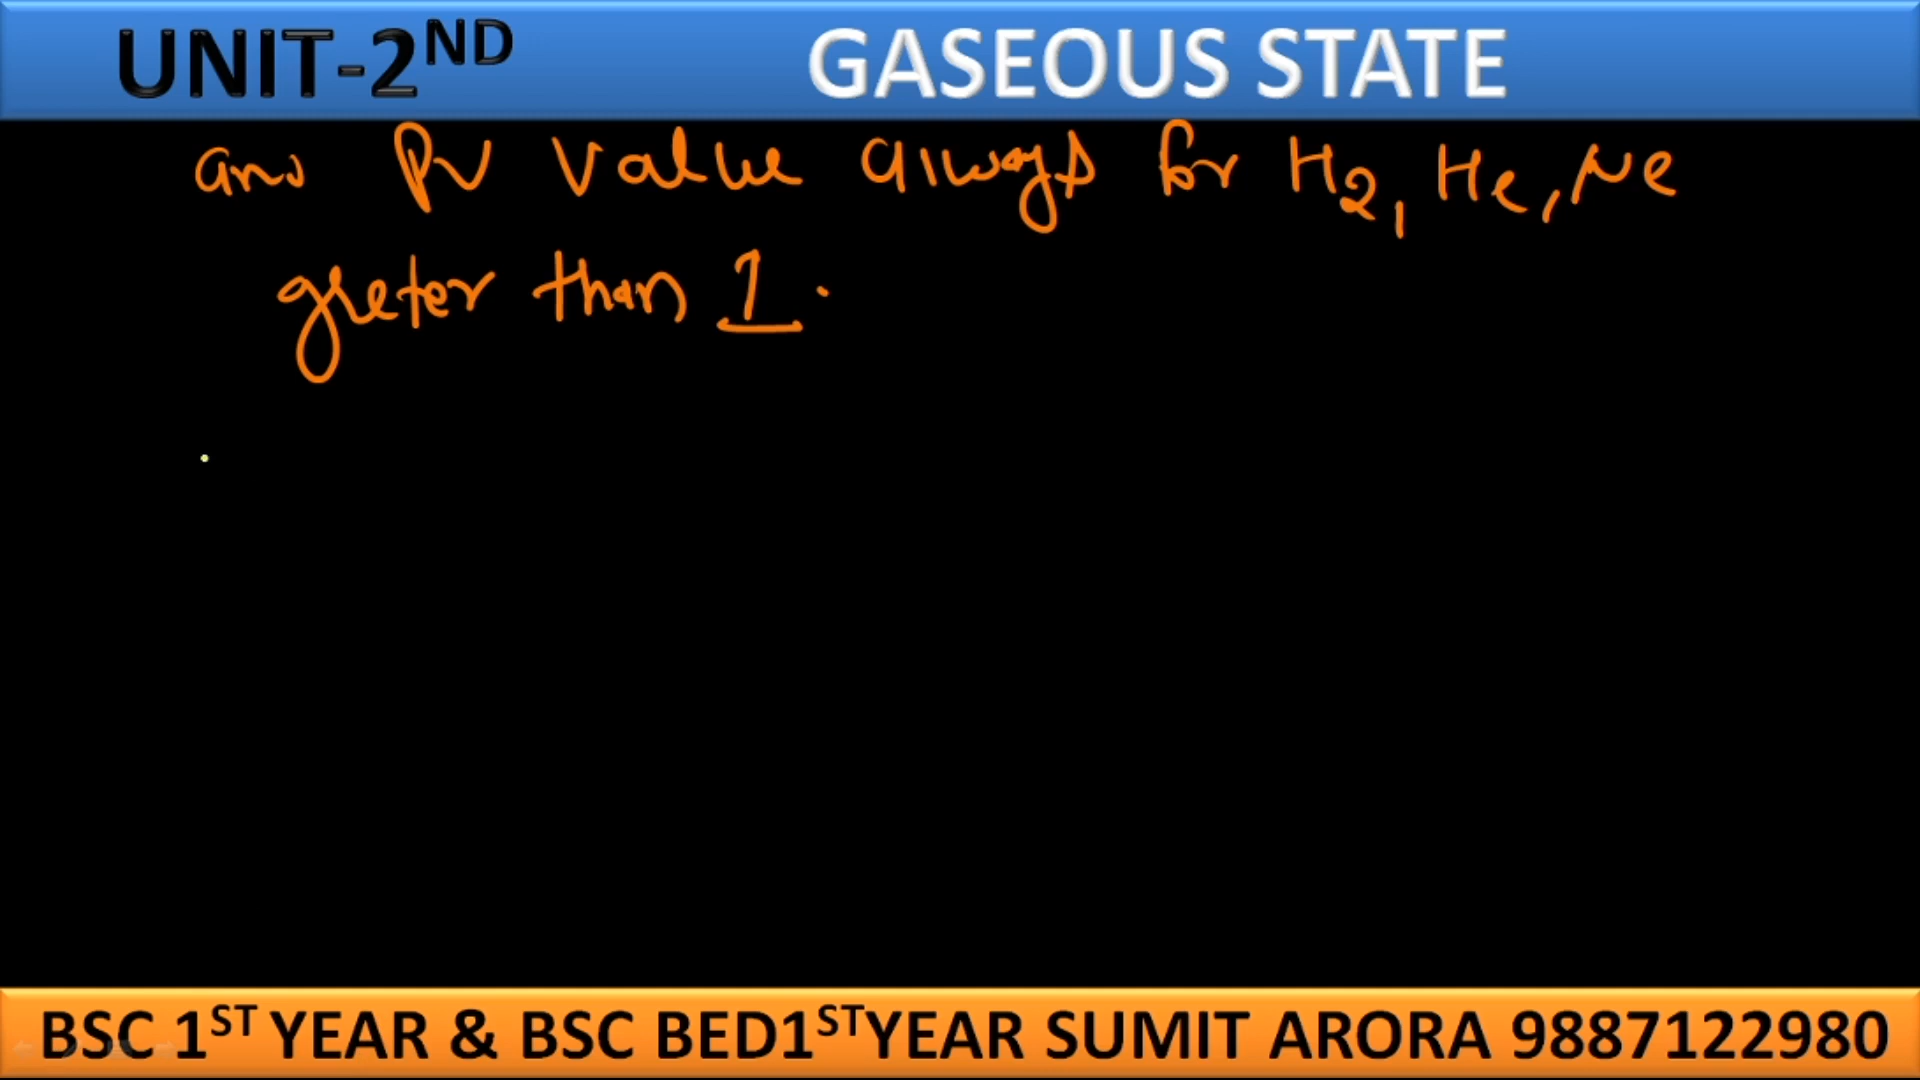 UNIT-2ND GASEOUS STATE
and PV value always for H2, He, Ne
greter than 1.
BSC 1ST YEAR & BSC BED1STYEAR SUMIT ARORA 9887122980